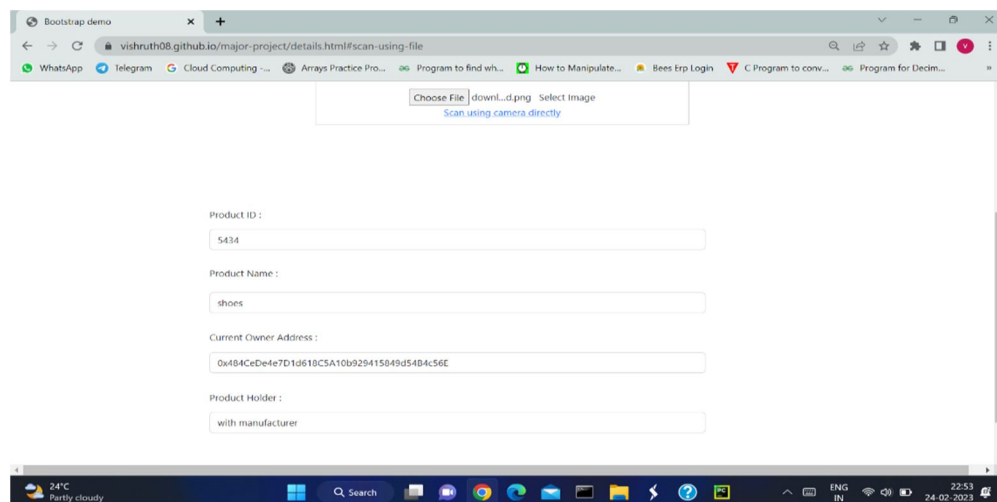 Bootstrap demo
vishruth08.github.io/major-project/details.html#scan-using-file
V
WhatsApp Telegram Cloud Computing -... Arrays Practice Pro... Program to find wh... How to Manipulate... Bees Erp Login C Program to conv... Program for Decim... »
Choose File downl...d.png Select Image
Scan using camera directly
Product ID :
5434
Product Name :
shoes
Current Owner Address :
0x484CeDe4e7D1d618C5A10b929415849d54B4c56E
Product Holder :
with manufacturer
24°C
Partly cloudy
Search
PC
ENG
IN
22:53
24-02-2023